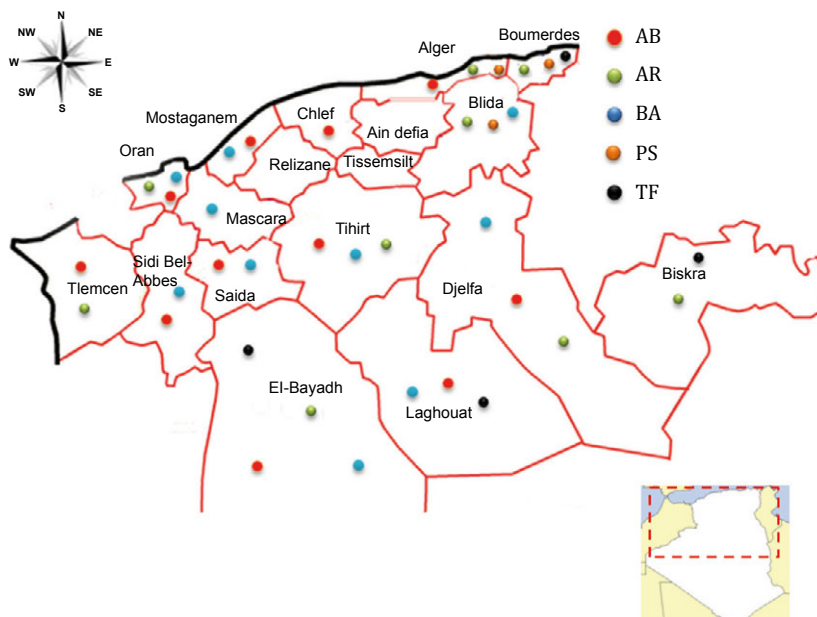 N
NW
NE
W
E
SW
SE
S
Boumerdes
Alger
AB
AR
BA
PS
TF
Blida
Mostaganem
Chlef
Ain defia
Oran
Relizane
Tissemsilt
Mascara
Tihirt
Sidi Bel-
Abbes
Tlemcen
Saida
Djelfa
Biskra
El-Bayadh
Laghouat